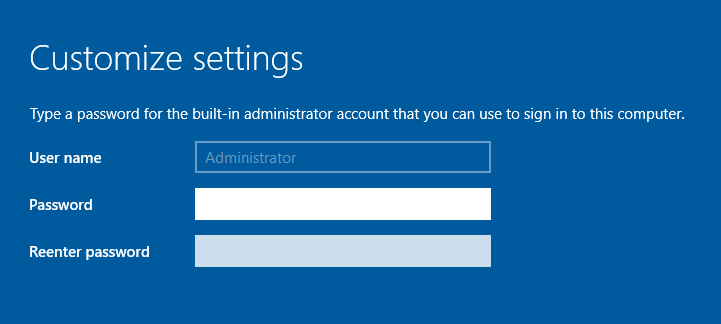 Customize settings
Type a password for the built-in administrator account that you can use to sign in to this computer.
User name Administrator
Password
Reenter password